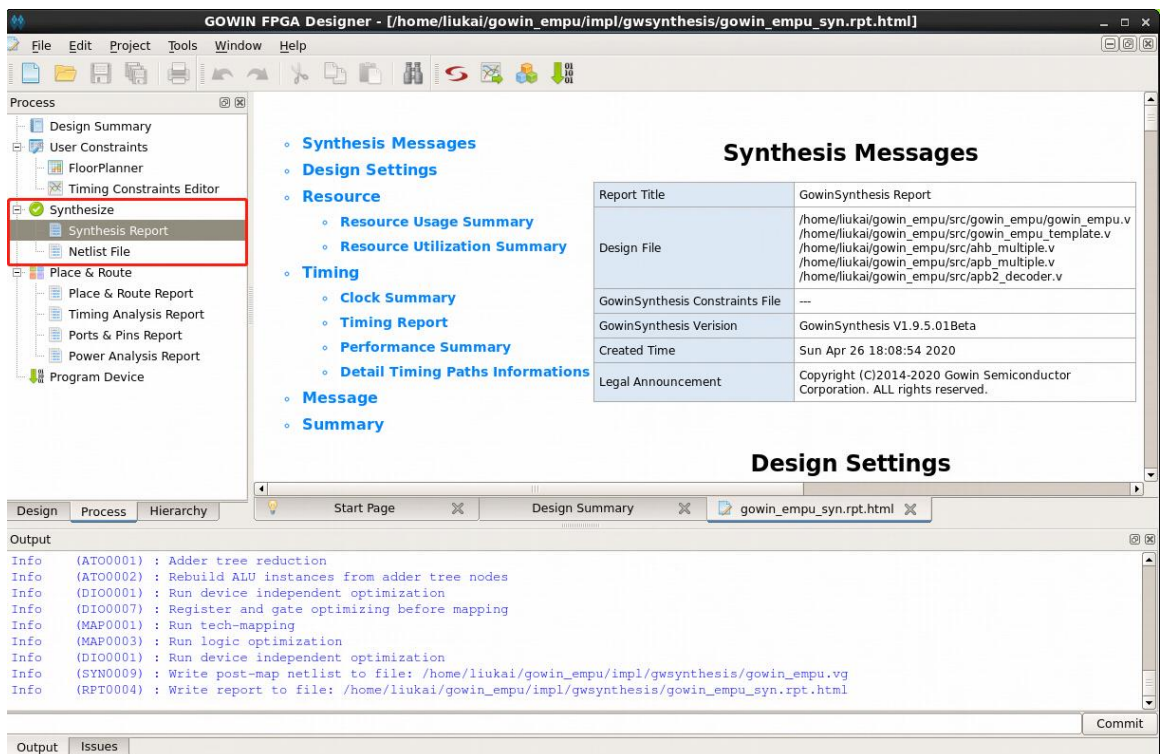 GOWIN FPGA Designer - [/home/liukai/gowin_empu/impl/gwsynthesis/gowin_empu_syn.rpt.html]
File Edit Project Tools Window Help
Process
Design Summary
User Constraints
FloorPlanner
Timing Constraints Editor
Synthesize
Synthesis Report
Netlist File
Place & Route
Place & Route Report
Timing Analysis Report
Ports & Pins Report
Power Analysis Report
Program Device
Design Process Hierarchy
Synthesis Messages
Design Settings
Resource
Resource Usage Summary
Resource Utilization Summary
Timing
Clock Summary
Timing Report
Performance Summary
Detail Timing Paths Informations
Message
Summary
Synthesis Messages
Report Title GowinSynthesis Report
Design File
/home/liukai/gowin_empu/src/gowin_empu/gowin_empu.v
/home/liukai/gowin_empu/src/gowin_empu_template.v
/home/liukai/gowin_empu/src/ahb_multiple.v
/home/liukai/gowin_empu/src/apb_multiple.v
/home/liukai/gowin_empu/src/apb2_decoder.v
GowinSynthesis Constraints File ---
GowinSynthesis Verision GowinSynthesis V1.9.5.01Beta
Created Time Sun Apr 26 18:08:54 2020
Legal Announcement Copyright (C)2014-2020 Gowin Semiconductor
Corporation. ALL rights reserved.
Design Settings
Start Page Design Summary gowin_empu_syn.rpt.html
Output
Info (ATO0001) : Adder tree reduction
Info (ATO0002) : Rebuild ALU instances from adder tree nodes
Info (DIO0001) : Run device independent optimization
Info (DIO0007) : Register and gate optimizing before mapping
Info (MAP0001) : Run tech-mapping
Info (MAP0003) : Run logic optimization
Info (DIO0001) : Run device independent optimization
Info (SYN0009) : Write post-map netlist to file: /home/liukai/gowin_empu/impl/gwsynthesis/gowin_empu.vg
Info (RPT0004) : Write report to file: /home/liukai/gowin_empu/impl/gwsynthesis/gowin_empu_syn.rpt.html
Commit
Output Issues